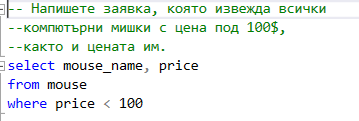 -- Напишете заявка, която извежда всички
--компютърни мишки с цена под 100$,
--както и цената им.
select mouse_name, price
from mouse
where price < 100